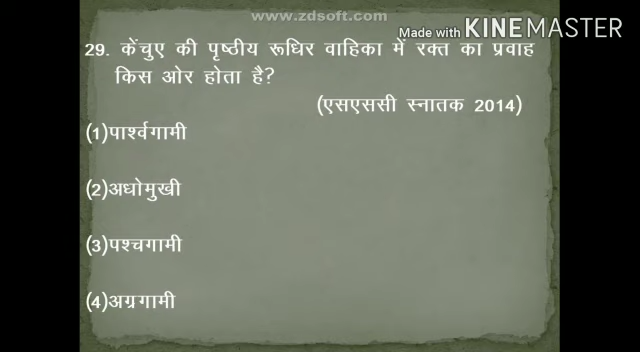 www.zdsoft.com
Made with KINEMASTER
29. केंचुए की पृष्ठीय रूधिर वाहिका में रक्त का प्रवाह
किस ओर होता है?
(एसएससी स्नातक 2014)
(1)पार्श्वगामी
(2)अधोमुखी
(3)पश्चगामी
(4)अग्रगामी